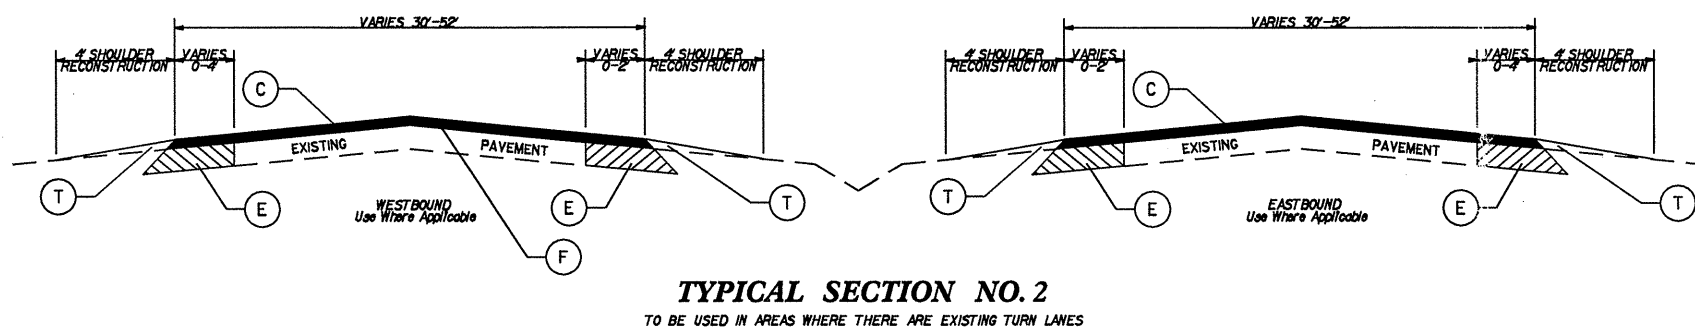 VARIES 30'-52'
4' SHOULDER
RECONSTRUCTION
VARIES
0-4'
VARIES
0-2'
4' SHOULDER
RECONSTRUCTION
C
EXISTING
PAVEMENT
T
E
WESTBOUND
Use Where Applicable
E
T
F
VARIES 30'-52'
4' SHOULDER
RECONSTRUCTION
VARIES
0-2'
VARIES
0-4'
4' SHOULDER
RECONSTRUCTION
C
EXISTING
PAVEMENT
T
E
EASTBOUND
Use Where Applicable
E
T
TYPICAL SECTION NO. 2
TO BE USED IN AREAS WHERE THERE ARE EXISTING TURN LANES